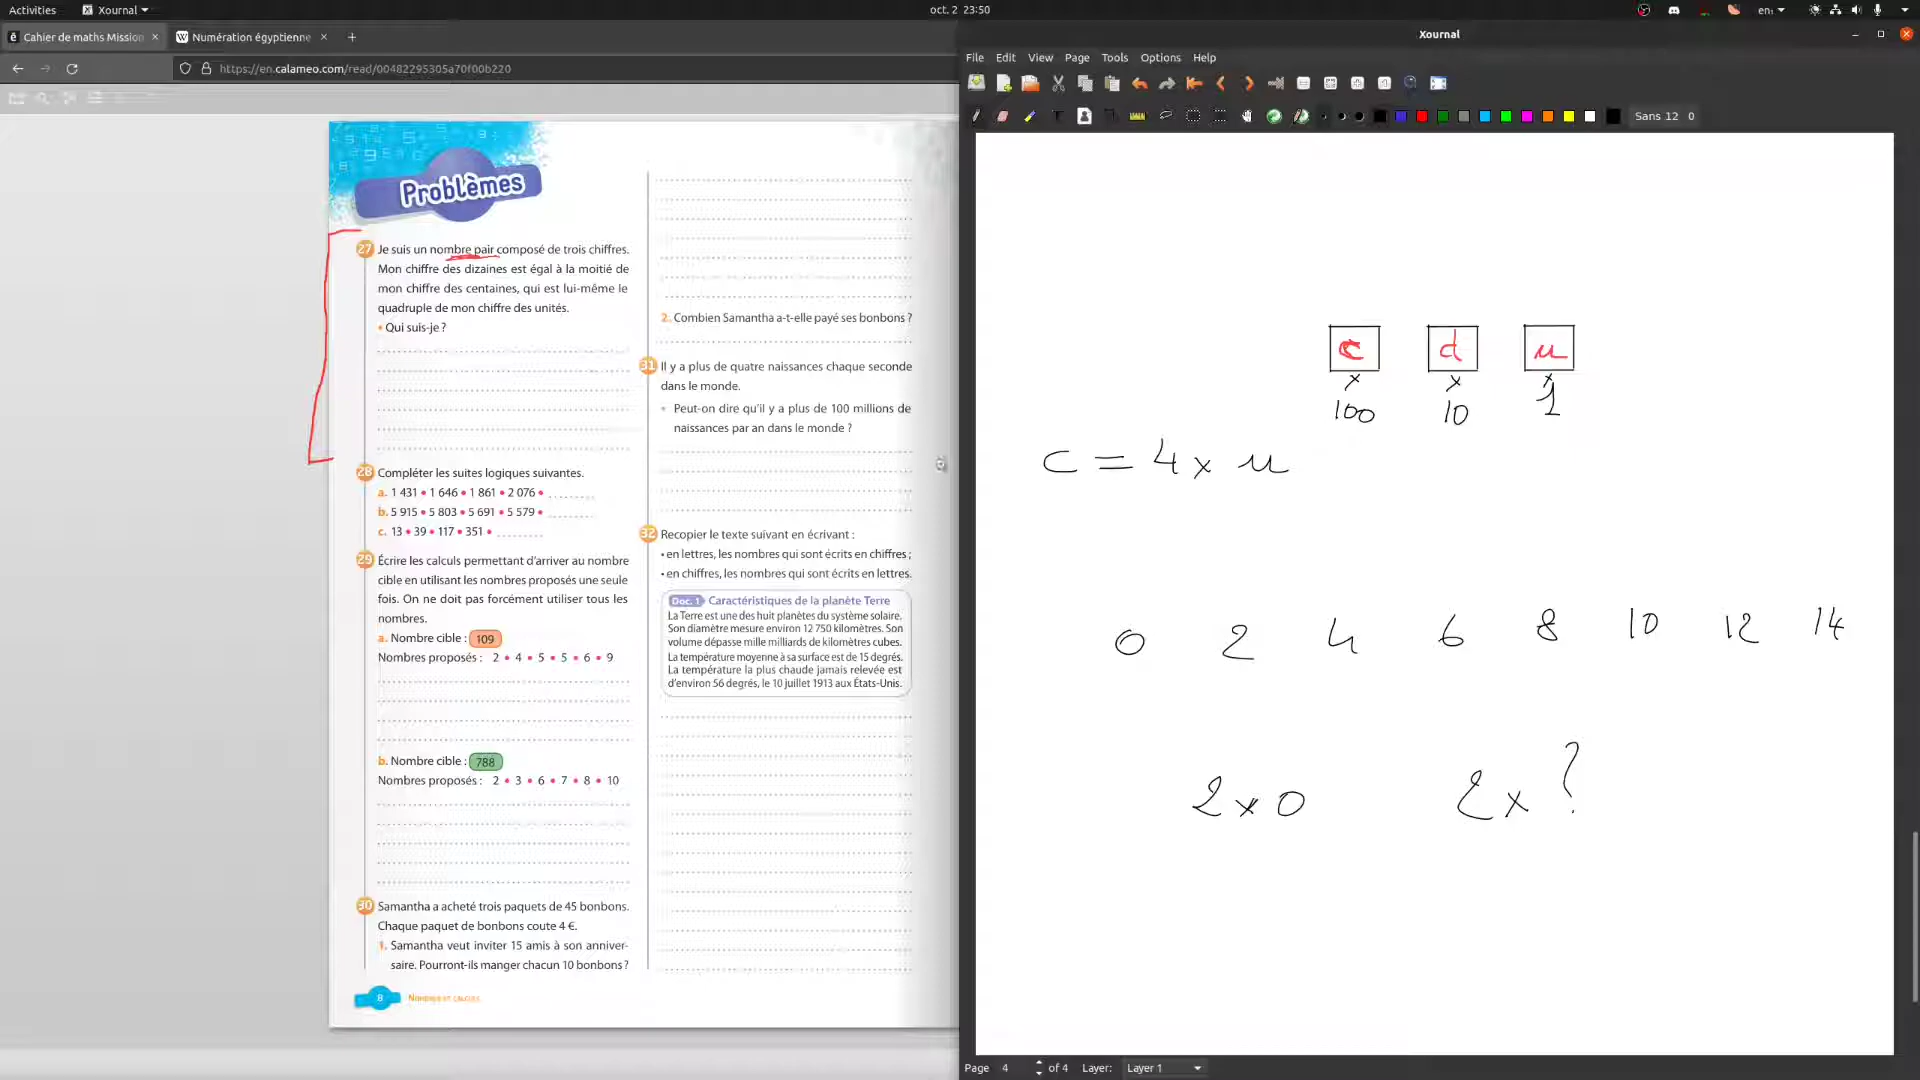 Activities
Xournal
oct. 2 23:50
en
Cahier de maths Mission
Numération égyptienne
https://en.calameo.com/read/00482295305a70f00b220
Problèmes
27 Je suis un nombre pair composé de trois chiffres.
Mon chiffre des dizaines est égal à la moitié de
mon chiffre des centaines, qui est lui-même le
quadruple de mon chiffre des unités.
• Qui suis-je ?
28 Compléter les suites logiques suivantes.
a. 1 431 • 1 646 • 1 861 • 2 076 •
b. 5 915 • 5 803 • 5 691 • 5 579 •
c. 13 • 39 • 117 • 351 •
29 Écrire les calculs permettant d'arriver au nombre
cible en utilisant les nombres proposés une seule
fois. On ne doit pas forcément utiliser tous les
nombres.
a. Nombre cible : 109
Nombres proposés : 2 • 4 • 5 • 5 • 6 • 9
b. Nombre cible : 788
Nombres proposés : 2 • 3 • 6 • 7 • 8 • 10
30 Samantha a acheté trois paquets de 45 bonbons.
Chaque paquet de bonbons coute 4 €.
1. Samantha veut inviter 15 amis à son anniver-
saire. Pourront-ils manger chacun 10 bonbons ?
8 NOMBRES ET CALCULS
2. Combien Samantha a-t-elle payé ses bonbons ?
31 Il y a plus de quatre naissances chaque seconde
dans le monde.
• Peut-on dire qu'il y a plus de 100 millions de
naissances par an dans le monde ?
32 Recopier le texte suivant en écrivant :
• en lettres, les nombres qui sont écrits en chiffres ;
• en chiffres, les nombres qui sont écrits en lettres.
Doc. 1 Caractéristiques de la planète Terre
La Terre est une des huit planètes du système solaire.
Son diamètre mesure environ 12 750 kilomètres. Son
volume dépasse mille milliards de kilomètres cubes.
La température moyenne à sa surface est de 15 degrés.
La température la plus chaude jamais relevée est
d'environ 56 degrés, le 10 juillet 1913 aux États-Unis.
Xournal
File Edit View Page Tools Options Help
Sans 12 0
c d u
x x x
100 10 1
c = 4 x u
0 2 4 6 8 10 12 14
2 x 0 2 x ?
Page 4 of 4 Layer: Layer 1